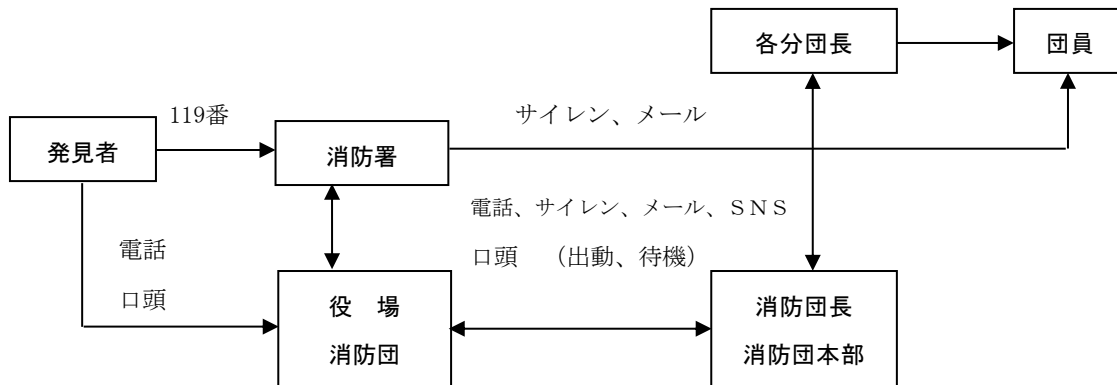 各分団長
団員
119番
サイレン、メール
発見者
消防署
電話、サイレン、メール、ＳＮＳ
電話
口頭　（出動、待機）
口頭
役　場
消防団
消防団長
消防団本部